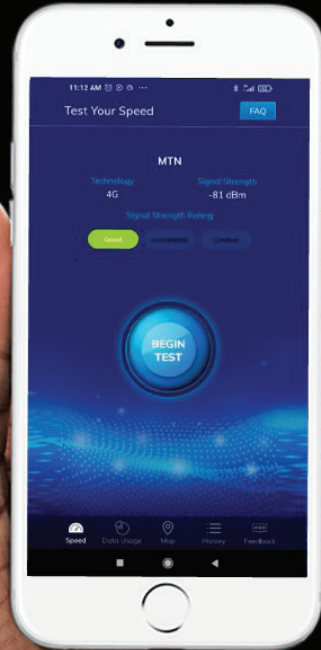 11:12 AM
Test Your Speed
FAQ
MTN
Technology
Signal Strength
4G
-81 dBm
Signal Strength Rating
Good
Acceptable
Limited
BEGIN
TEST
Speed
Data Usage
Map
History
Feedback